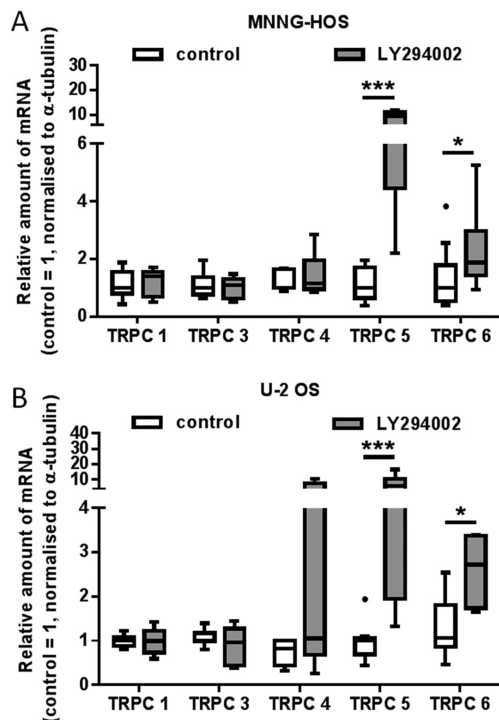 A
MNNG-HOS
control
LY294002
Relative amount of mRNA
(control = 1, normalised to α-tubulin)
30
20
10
6
4
2
0
***
*
TRPC 1
TRPC 3
TRPC 4
TRPC 5
TRPC 6
B
U-2 OS
control
LY294002
Relative amount of mRNA
(control = 1, normalised to α-tubulin)
40
30
20
10
4
3
2
1
0
***
*
TRPC 1
TRPC 3
TRPC 4
TRPC 5
TRPC 6